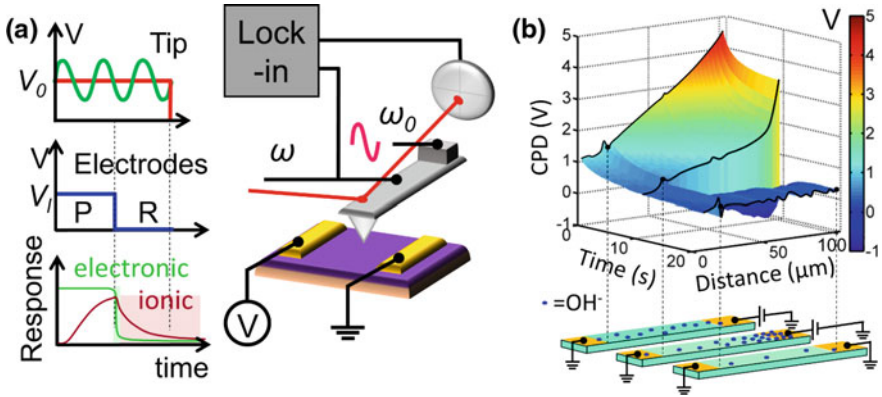 (a)
V
Tip
V0
V
Electrodes
VI
P
R
Response
electronic
ionic
time
Lock
-in
ω
ω0
V
(b)
V
CPD (V)
5
4
3
2
1
0
-1
0
10
20
Time (s)
0
50
100
Distance (μm)
5
4
3
2
1
0
-1
=OH-